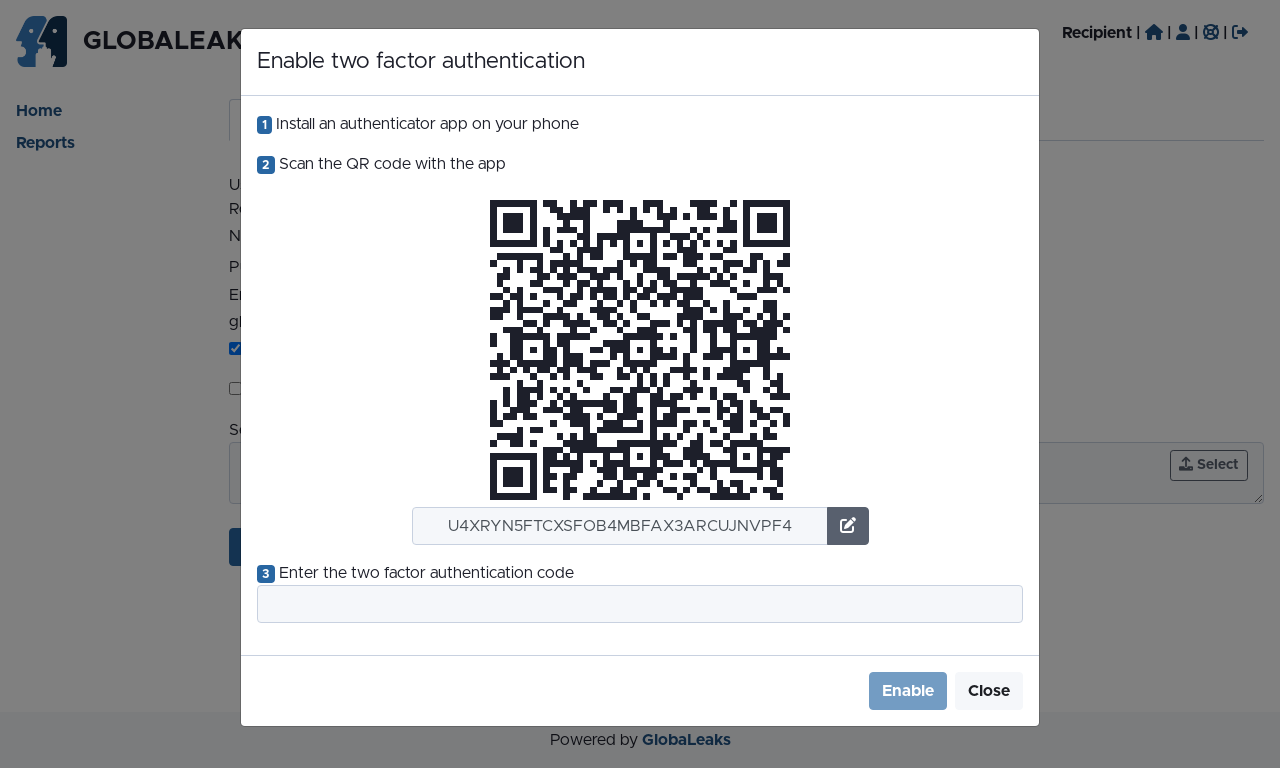 GLOBALEAK
Recipient | | | |
Home
Reports
Enable two factor authentication
1 Install an authenticator app on your phone
2 Scan the QR code with the app
U4XRYN5FTCXSFOB4MBFAX3ARCUJNVPF4
3 Enter the two factor authentication code
Select
Enable Close
Powered by GlobaLeaks